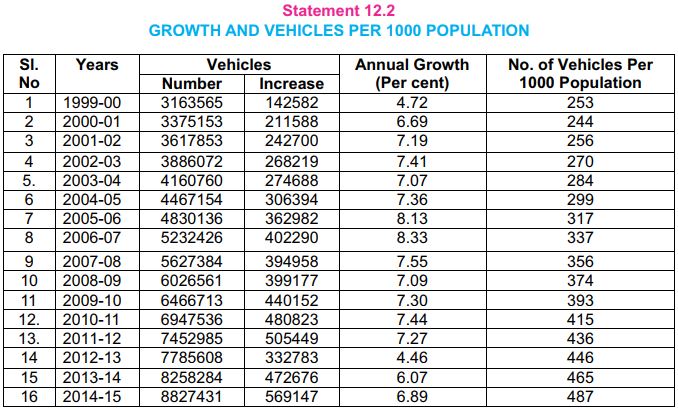 Statement 12.2
GROWTH AND VEHICLES PER 1000 POPULATION
Sl. No Years Vehicles Annual Growth (Per cent) No. of Vehicles Per 1000 Population
Number Increase
1 1999-00 3163565 142582 4.72 253
2 2000-01 3375153 211588 6.69 244
3 2001-02 3617853 242700 7.19 256
4 2002-03 3886072 268219 7.41 270
5. 2003-04 4160760 274688 7.07 284
6 2004-05 4467154 306394 7.36 299
7 2005-06 4830136 362982 8.13 317
8 2006-07 5232426 402290 8.33 337
9 2007-08 5627384 394958 7.55 356
10 2008-09 6026561 399177 7.09 374
11 2009-10 6466713 440152 7.30 393
12. 2010-11 6947536 480823 7.44 415
13. 2011-12 7452985 505449 7.27 436
14 2012-13 7785608 332783 4.46 446
15 2013-14 8258284 472676 6.07 465
16 2014-15 8827431 569147 6.89 487